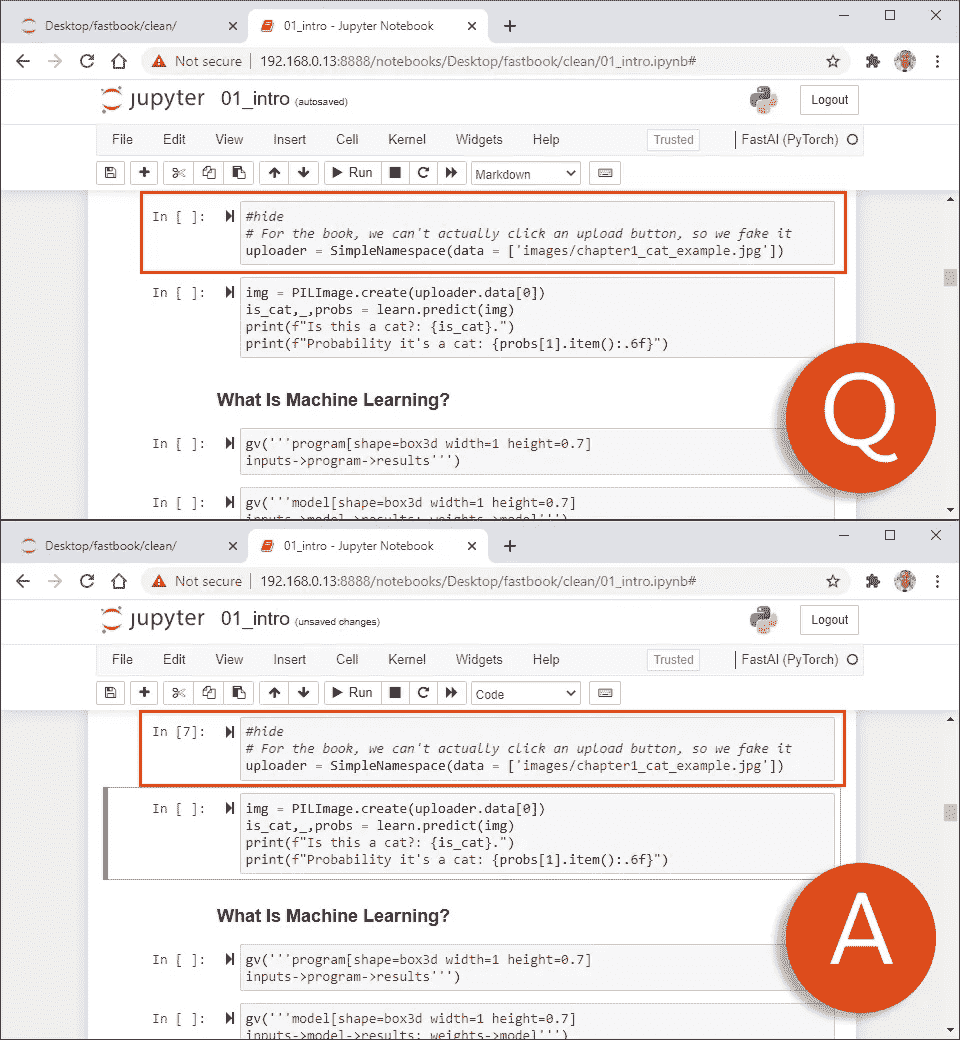 Desktop/fastbook/clean/
01_intro - Jupyter Notebook
Not secure | 192.168.0.13:8888/notebooks/Desktop/fastbook/clean/01_intro.ipynb#
jupyter 01_intro (autosaved)
Logout
File Edit View Insert Cell Kernel Widgets Help Trusted FastAI (PyTorch)
Run Markdown
In [ ]: #hide
# For the book, we can't actually click an upload button, so we fake it
uploader = SimpleNamespace(data = ['images/chapter1_cat_example.jpg'])
In [ ]: img = PILImage.create(uploader.data[0])
is_cat,_,probs = learn.predict(img)
print(f"Is this a cat?: {is_cat}.")
print(f"Probability it's a cat: {probs[1].item():.6f}")
What Is Machine Learning?
Q
In [ ]: gv('''program[shape=box3d width=1 height=0.7]
inputs->program->results''')
In [ ]: gv('''model[shape=box3d width=1 height=0.7]
inputs->model->results; weights->model''')
Desktop/fastbook/clean/
01_intro - Jupyter Notebook
Not secure | 192.168.0.13:8888/notebooks/Desktop/fastbook/clean/01_intro.ipynb#
jupyter 01_intro (unsaved changes)
Logout
File Edit View Insert Cell Kernel Widgets Help Trusted FastAI (PyTorch)
Run Code
In [7]: #hide
# For the book, we can't actually click an upload button, so we fake it
uploader = SimpleNamespace(data = ['images/chapter1_cat_example.jpg'])
In [ ]: img = PILImage.create(uploader.data[0])
is_cat,_,probs = learn.predict(img)
print(f"Is this a cat?: {is_cat}.")
print(f"Probability it's a cat: {probs[1].item():.6f}")
What Is Machine Learning?
A
In [ ]: gv('''program[shape=box3d width=1 height=0.7]
inputs->program->results''')
In [ ]: gv('''model[shape=box3d width=1 height=0.7]
inputs->model->results; weights->model''')